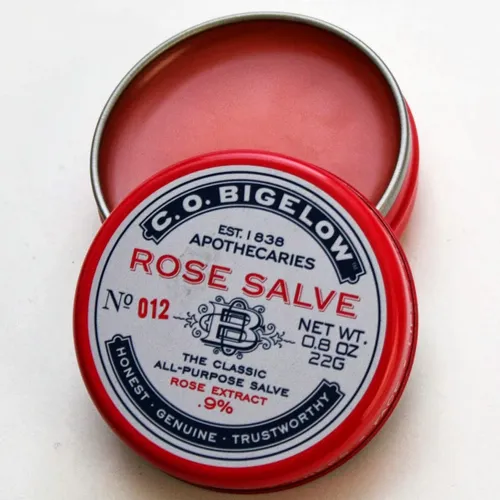 C.O. BIGELOW
EST. 1838
APOTHECARIES
ROSE SALVE
Nº 012
NET WT.
0.8 OZ
22G
THE CLASSIC
ALL-PURPOSE SALVE
ROSE EXTRACT
.9%
HONEST · GENUINE · TRUSTWORTHY